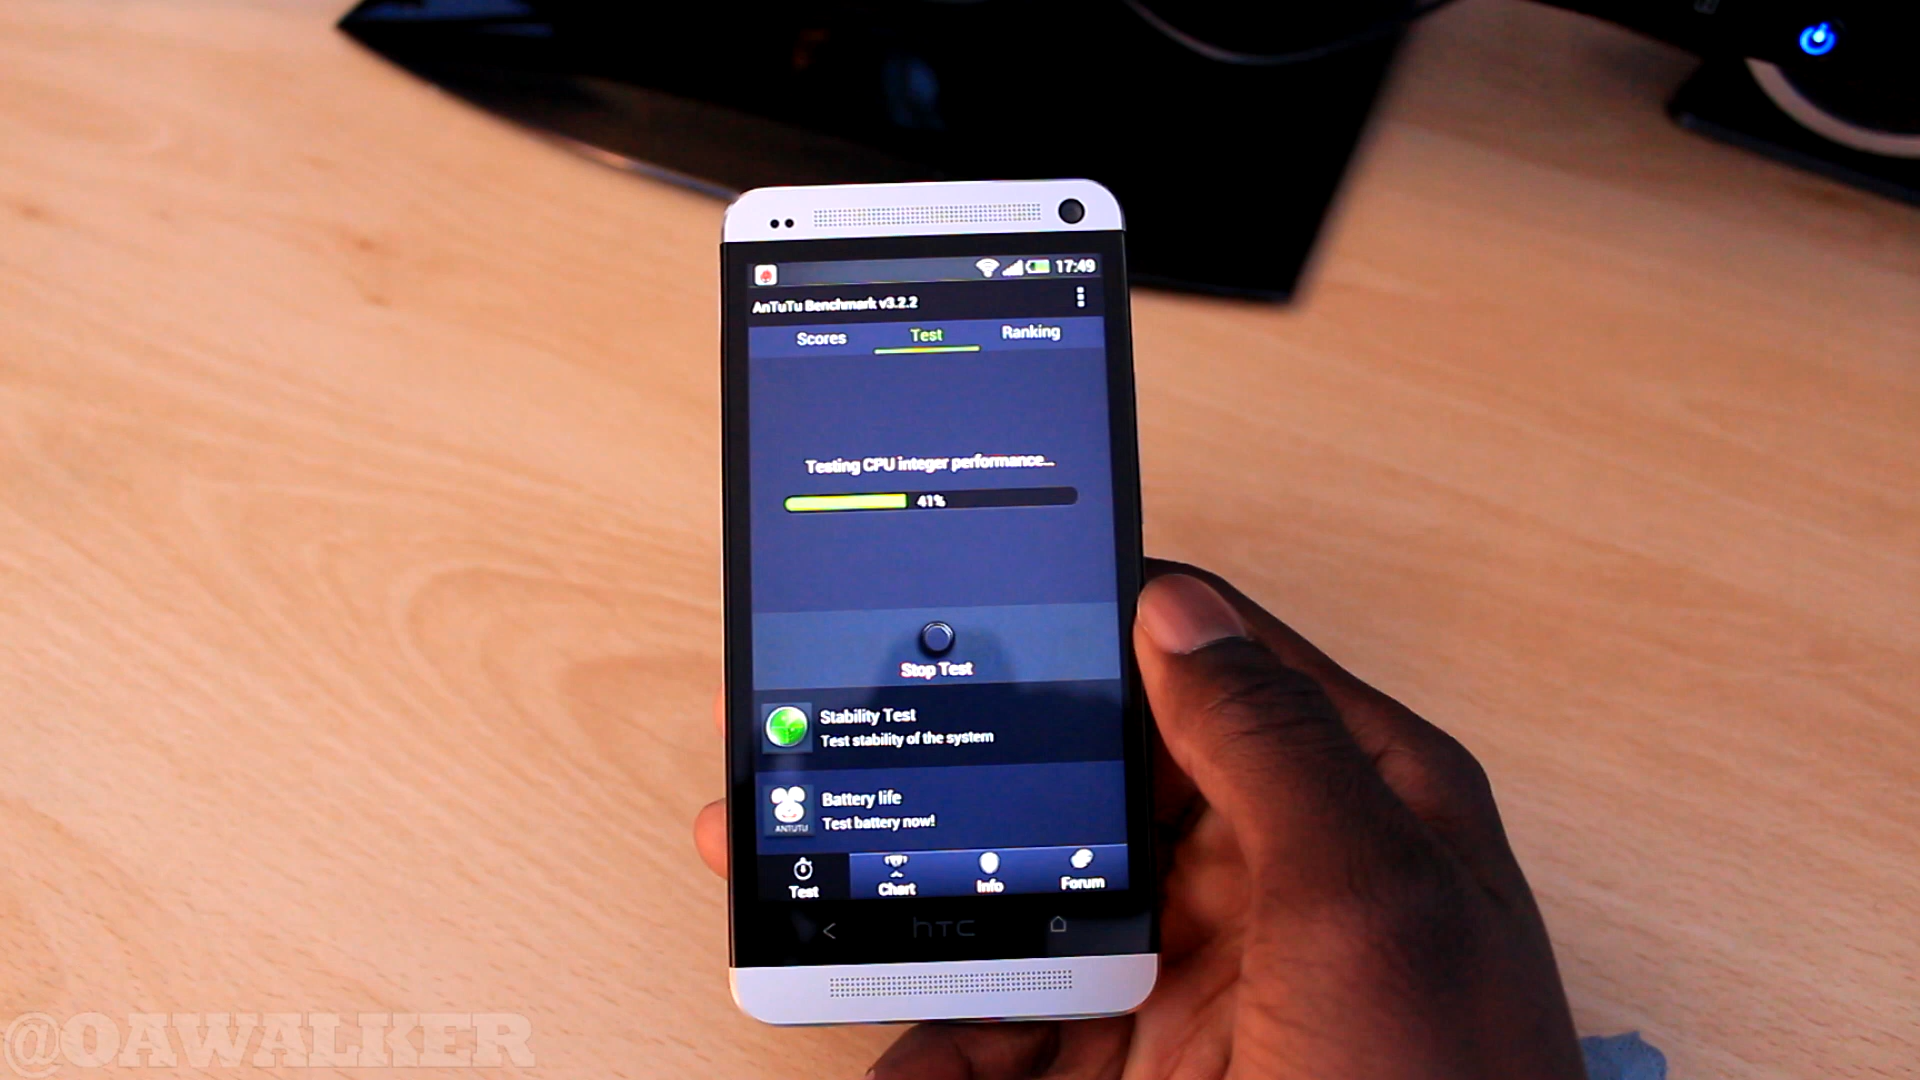 17:49
AnTuTu Benchmark v3.2.2
Scores Test Ranking
Testing CPU integer performance...
41%
Stop Test
Stability Test
Test stability of the system
Battery life
Test battery now!
ANTUTU
Test Chart Info Forum
hTC
@OAWALKER